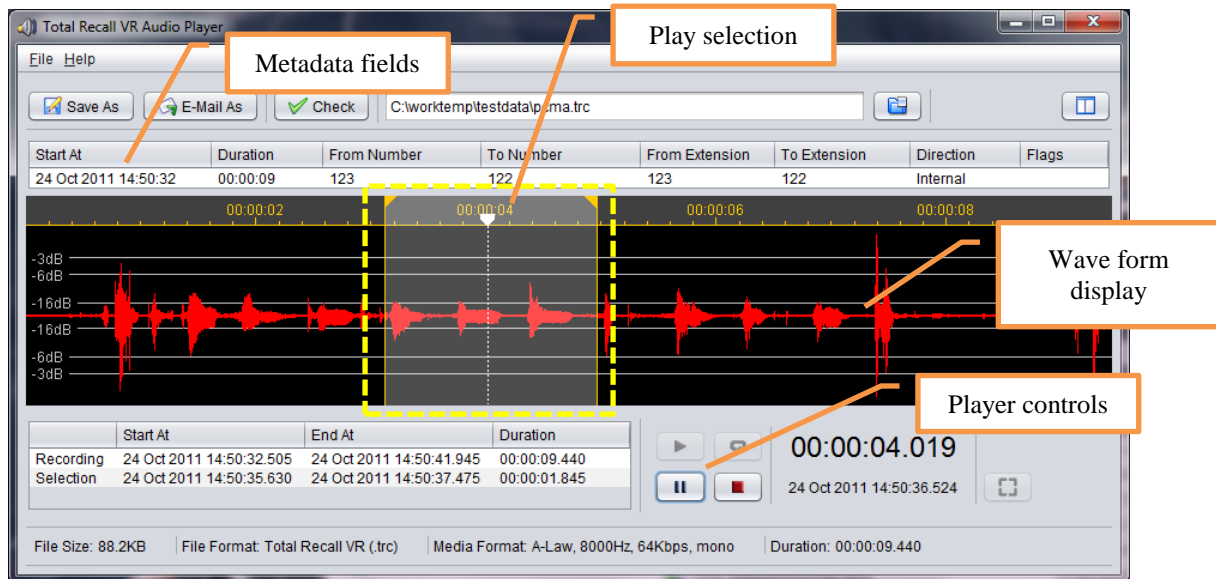 Total Recall VR Audio Player
Play selection
File Help
Metadata fields
Save As E-Mail As Check C:\worktemp\testdata\pcma.trc
Start At Duration From Number To Number From Extension To Extension Direction Flags
24 Oct 2011 14:50:32 00:00:09 123 122 123 122 Internal
00:00:02 00:00:04 00:00:06 00:00:08
Wave form
display
-3dB
-6dB
-16dB
-16dB
-6dB
-3dB
Player controls
Start At End At Duration
Recording 24 Oct 2011 14:50:32.505 24 Oct 2011 14:50:41.945 00:00:09.440
Selection 24 Oct 2011 14:50:35.630 24 Oct 2011 14:50:37.475 00:00:01.845
00:00:04.019
24 Oct 2011 14:50:36.524
File Size: 88.2KB File Format: Total Recall VR (.trc) Media Format: A-Law, 8000Hz, 64Kbps, mono Duration: 00:00:09.440